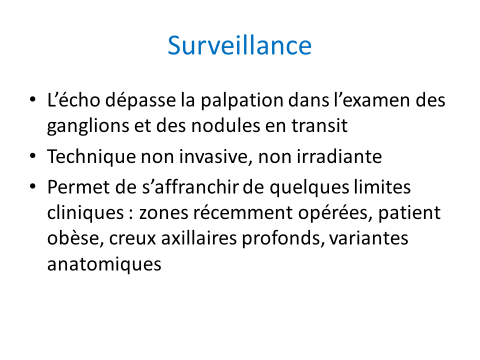 Surveillance
• L’écho dépasse la palpation dans l’examen des
ganglions et des nodules en transit
• Technique non invasive, non irradiante
• Permet de s’affranchir de quelques limites
cliniques : zones récemment opérées, patient
obèse, creux axillaires profonds, variantes
anatomiques